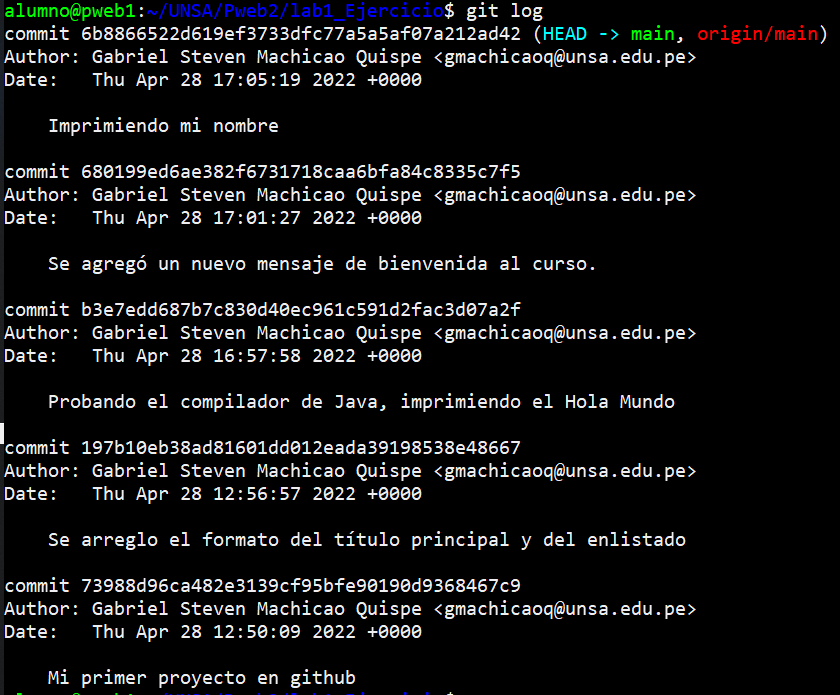 alumno@pweb1:~/UNSA/Pweb2/lab1_Ejercicio$ git log
commit 6b8866522d619ef3733dfc77a5a5af07a212ad42 (HEAD -> main, origin/main)
Author: Gabriel Steven Machicao Quispe <gmachicaoq@unsa.edu.pe>
Date:   Thu Apr 28 17:05:19 2022 +0000
Imprimiendo mi nombre
commit 680199ed6ae382f6731718caa6bfa84c8335c7f5
Author: Gabriel Steven Machicao Quispe <gmachicaoq@unsa.edu.pe>
Date:   Thu Apr 28 17:01:27 2022 +0000
Se agregó un nuevo mensaje de bienvenida al curso.
commit b3e7edd687b7c830d40ec961c591d2fac3d07a2f
Author: Gabriel Steven Machicao Quispe <gmachicaoq@unsa.edu.pe>
Date:   Thu Apr 28 16:57:58 2022 +0000
Probando el compilador de Java, imprimiendo el Hola Mundo
commit 197b10eb38ad81601dd012eada39198538e48667
Author: Gabriel Steven Machicao Quispe <gmachicaoq@unsa.edu.pe>
Date:   Thu Apr 28 12:56:57 2022 +0000
Se arreglo el formato del título principal y del enlistado
commit 73988d96ca482e3139cf95bfe90190d9368467c9
Author: Gabriel Steven Machicao Quispe <gmachicaoq@unsa.edu.pe>
Date:   Thu Apr 28 12:50:09 2022 +0000
Mi primer proyecto en github